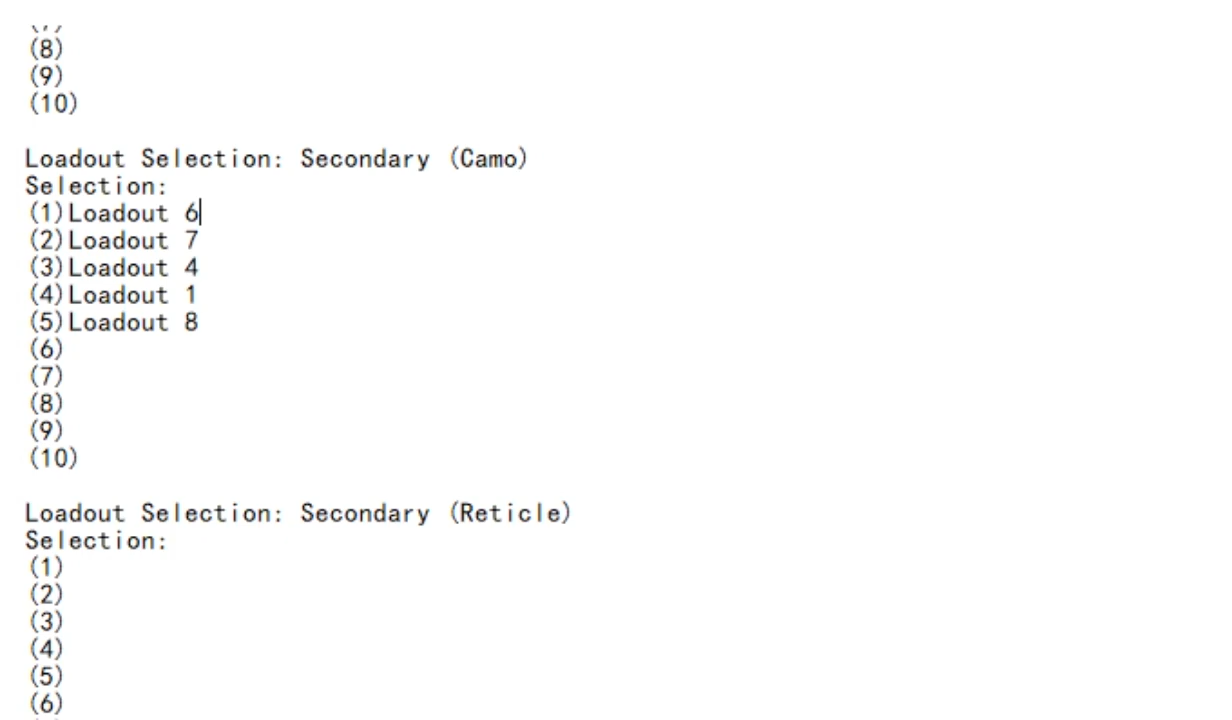 (8)
(9)
(10)

Loadout Selection: Secondary (Camo)
Selection:
(1)Loadout 6
(2)Loadout 7
(3)Loadout 4
(4)Loadout 1
(5)Loadout 8
(6)
(7)
(8)
(9)
(10)

Loadout Selection: Secondary (Reticle)
Selection:
(1)
(2)
(3)
(4)
(5)
(6)